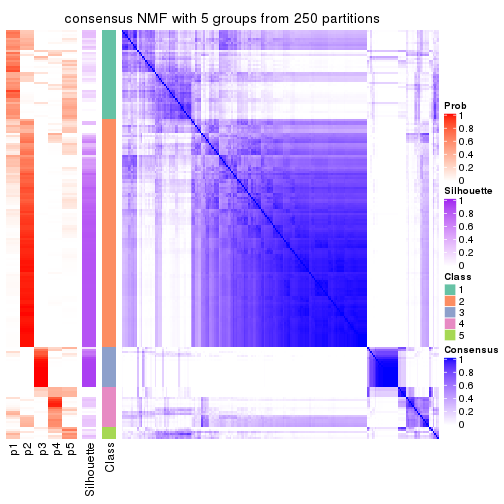 consensus NMF with 5 groups from 250 partitions
Prob
1
0.8
0.6
0.4
0.2
0
Silhouette
1
0.8
0.6
0.4
0.2
0
Class
1
2
3
4
5
Consensus
1
0.8
0.6
0.4
0.2
0
p1
p2
p3
p4
p5
Silhouette
Class